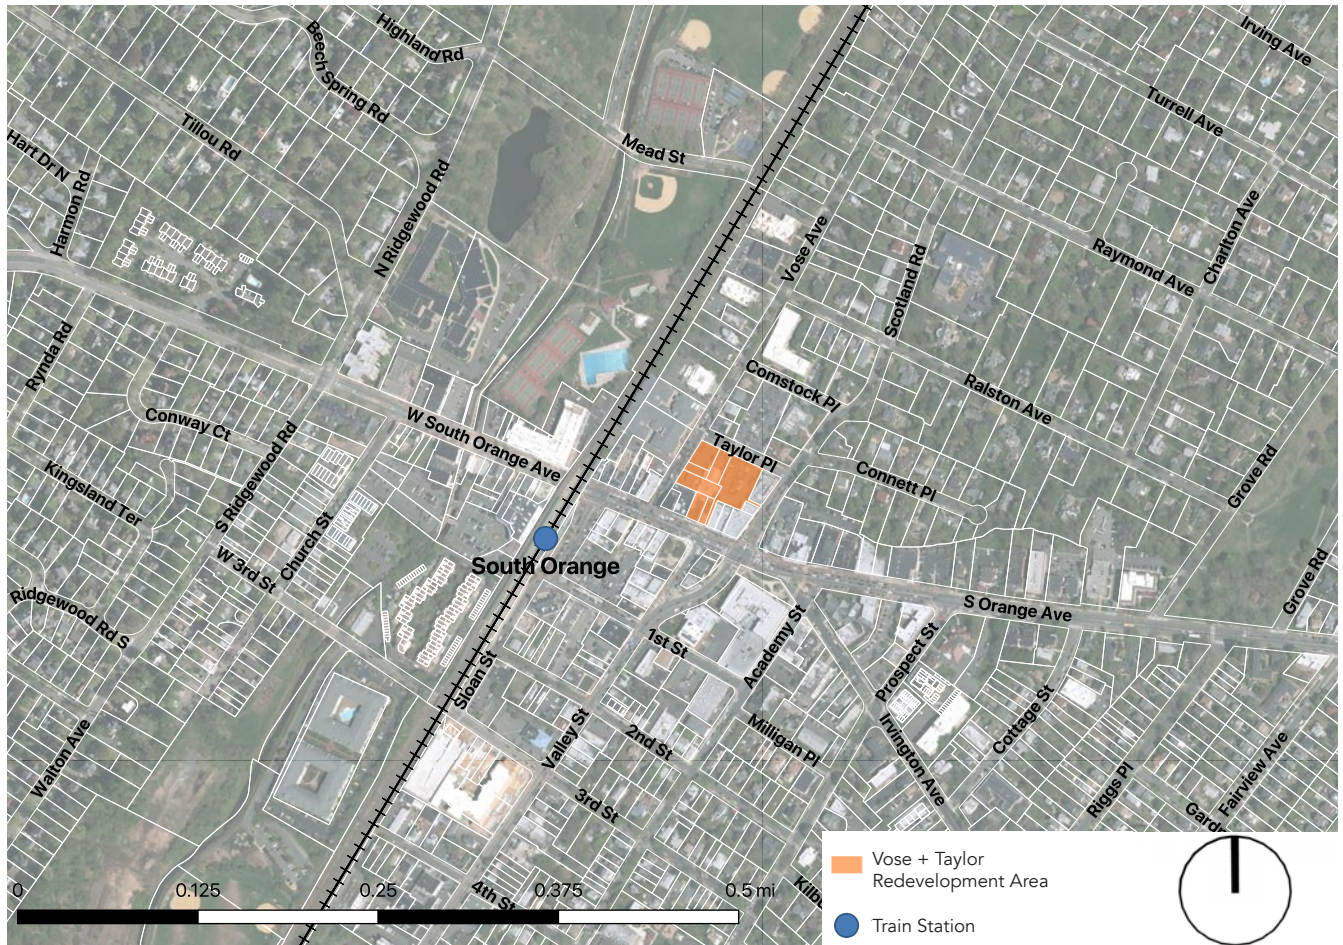 Highland Rd
Beech Spring Rd
Irving Ave
Turrell Ave
Tillou Rd
Hart Dr N
Mead St
Harmon Rd
N Ridgewood Rd
Vose Ave
Scotland Rd
Charlton Ave
Raymond Ave
Rynda Rd
Comstock Pl
Ralston Ave
Conway Ct
W South Orange Ave
Taylor Pl
Connett Pl
Grove Rd
Kingsland Ter
S Ridgewood Rd
Church St
W 3rd St
South Orange
Grove Rd
S Orange Ave
Ridgewood Rd S
1st St
Academy St
Prospect St
Sloan St
Valley St
2nd St
Milligan Pl
Irvington Ave
Cottage St
Walton Ave
Riggs Pl
Fairview Ave
3rd St
4th St
0 0.125 0.25 0.375 0.5 mi
Vose + Taylor
Redevelopment Area
Train Station